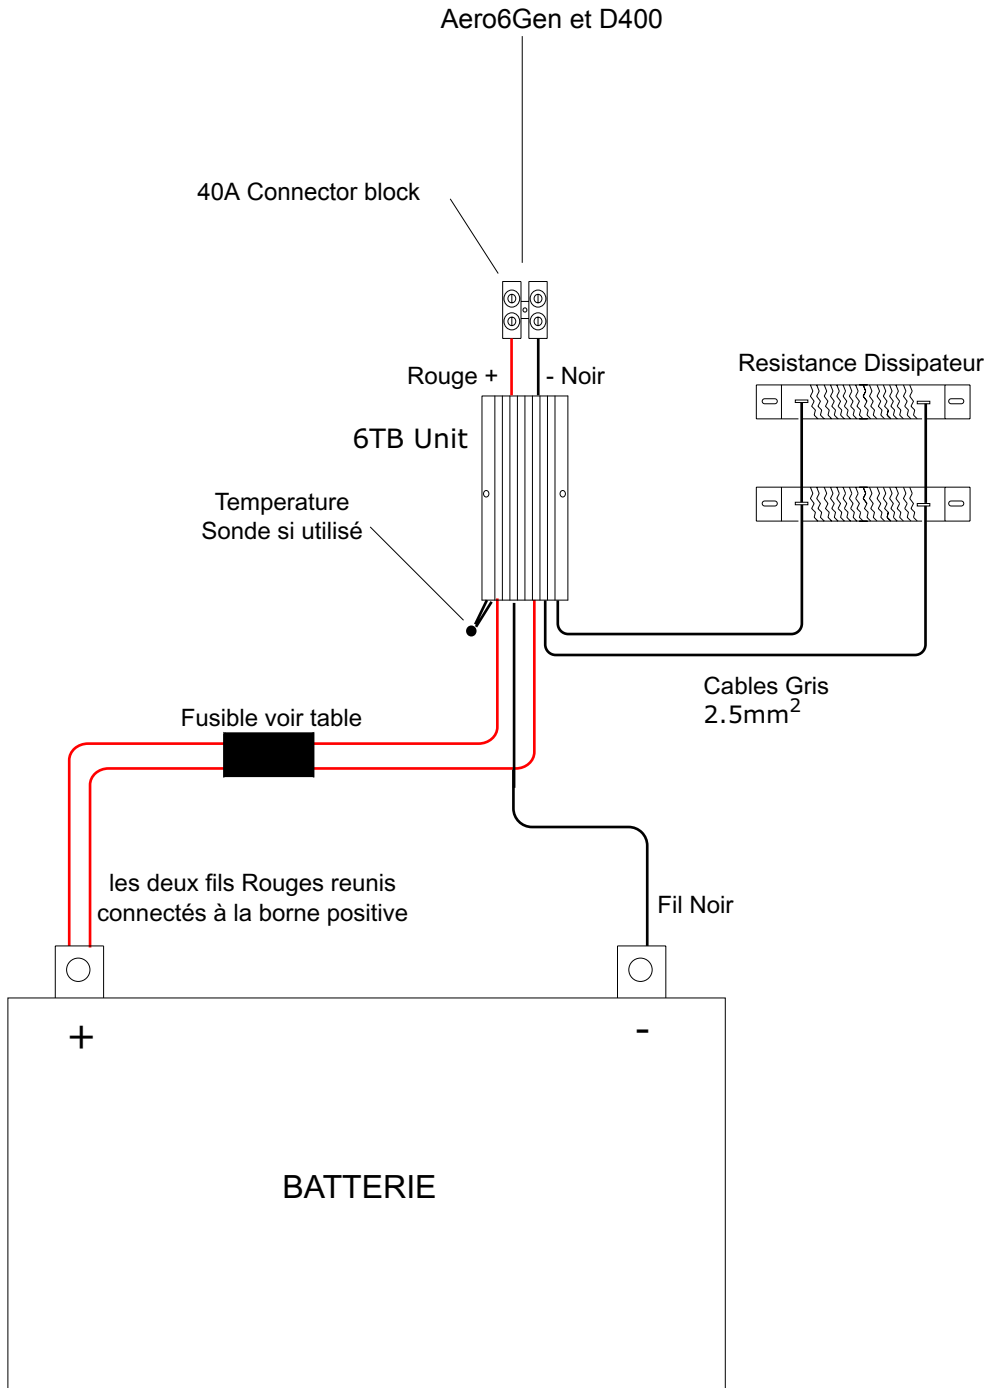 Aero6Gen et D400
40A Connector block
Resistance Dissipateur
Rouge +
- Noir
6TB Unit
Temperature
Sonde si utilisé
Cables Gris
2.5mm²
Fusible voir table
les deux fils Rouges reunis
connectés à la borne positive
Fil Noir
+
-
BATTERIE